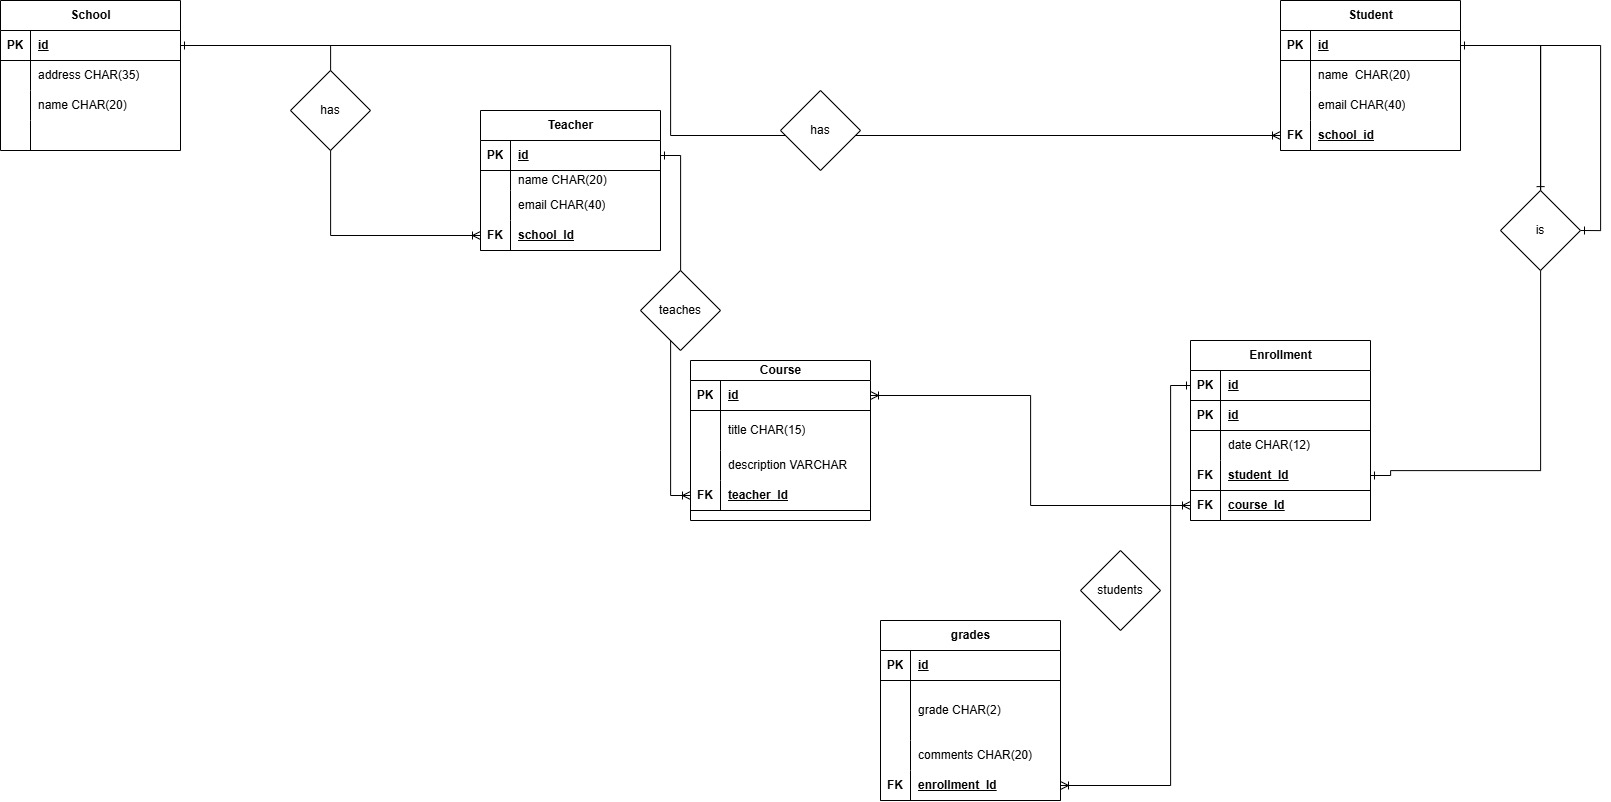 School
PK id
address CHAR(35)
name CHAR(20)
has
Teacher
PK id
name CHAR(20)
email CHAR(40)
FK school_Id
has
Student
PK id
name  CHAR(20)
email CHAR(40)
FK school_id
is
teaches
Course
PK id
title CHAR(15)
description VARCHAR
FK teacher_Id
Enrollment
PK id
PK id
date CHAR(12)
FK student_Id
FK course_Id
students
grades
PK id
grade CHAR(2)
comments CHAR(20)
FK enrollment_Id